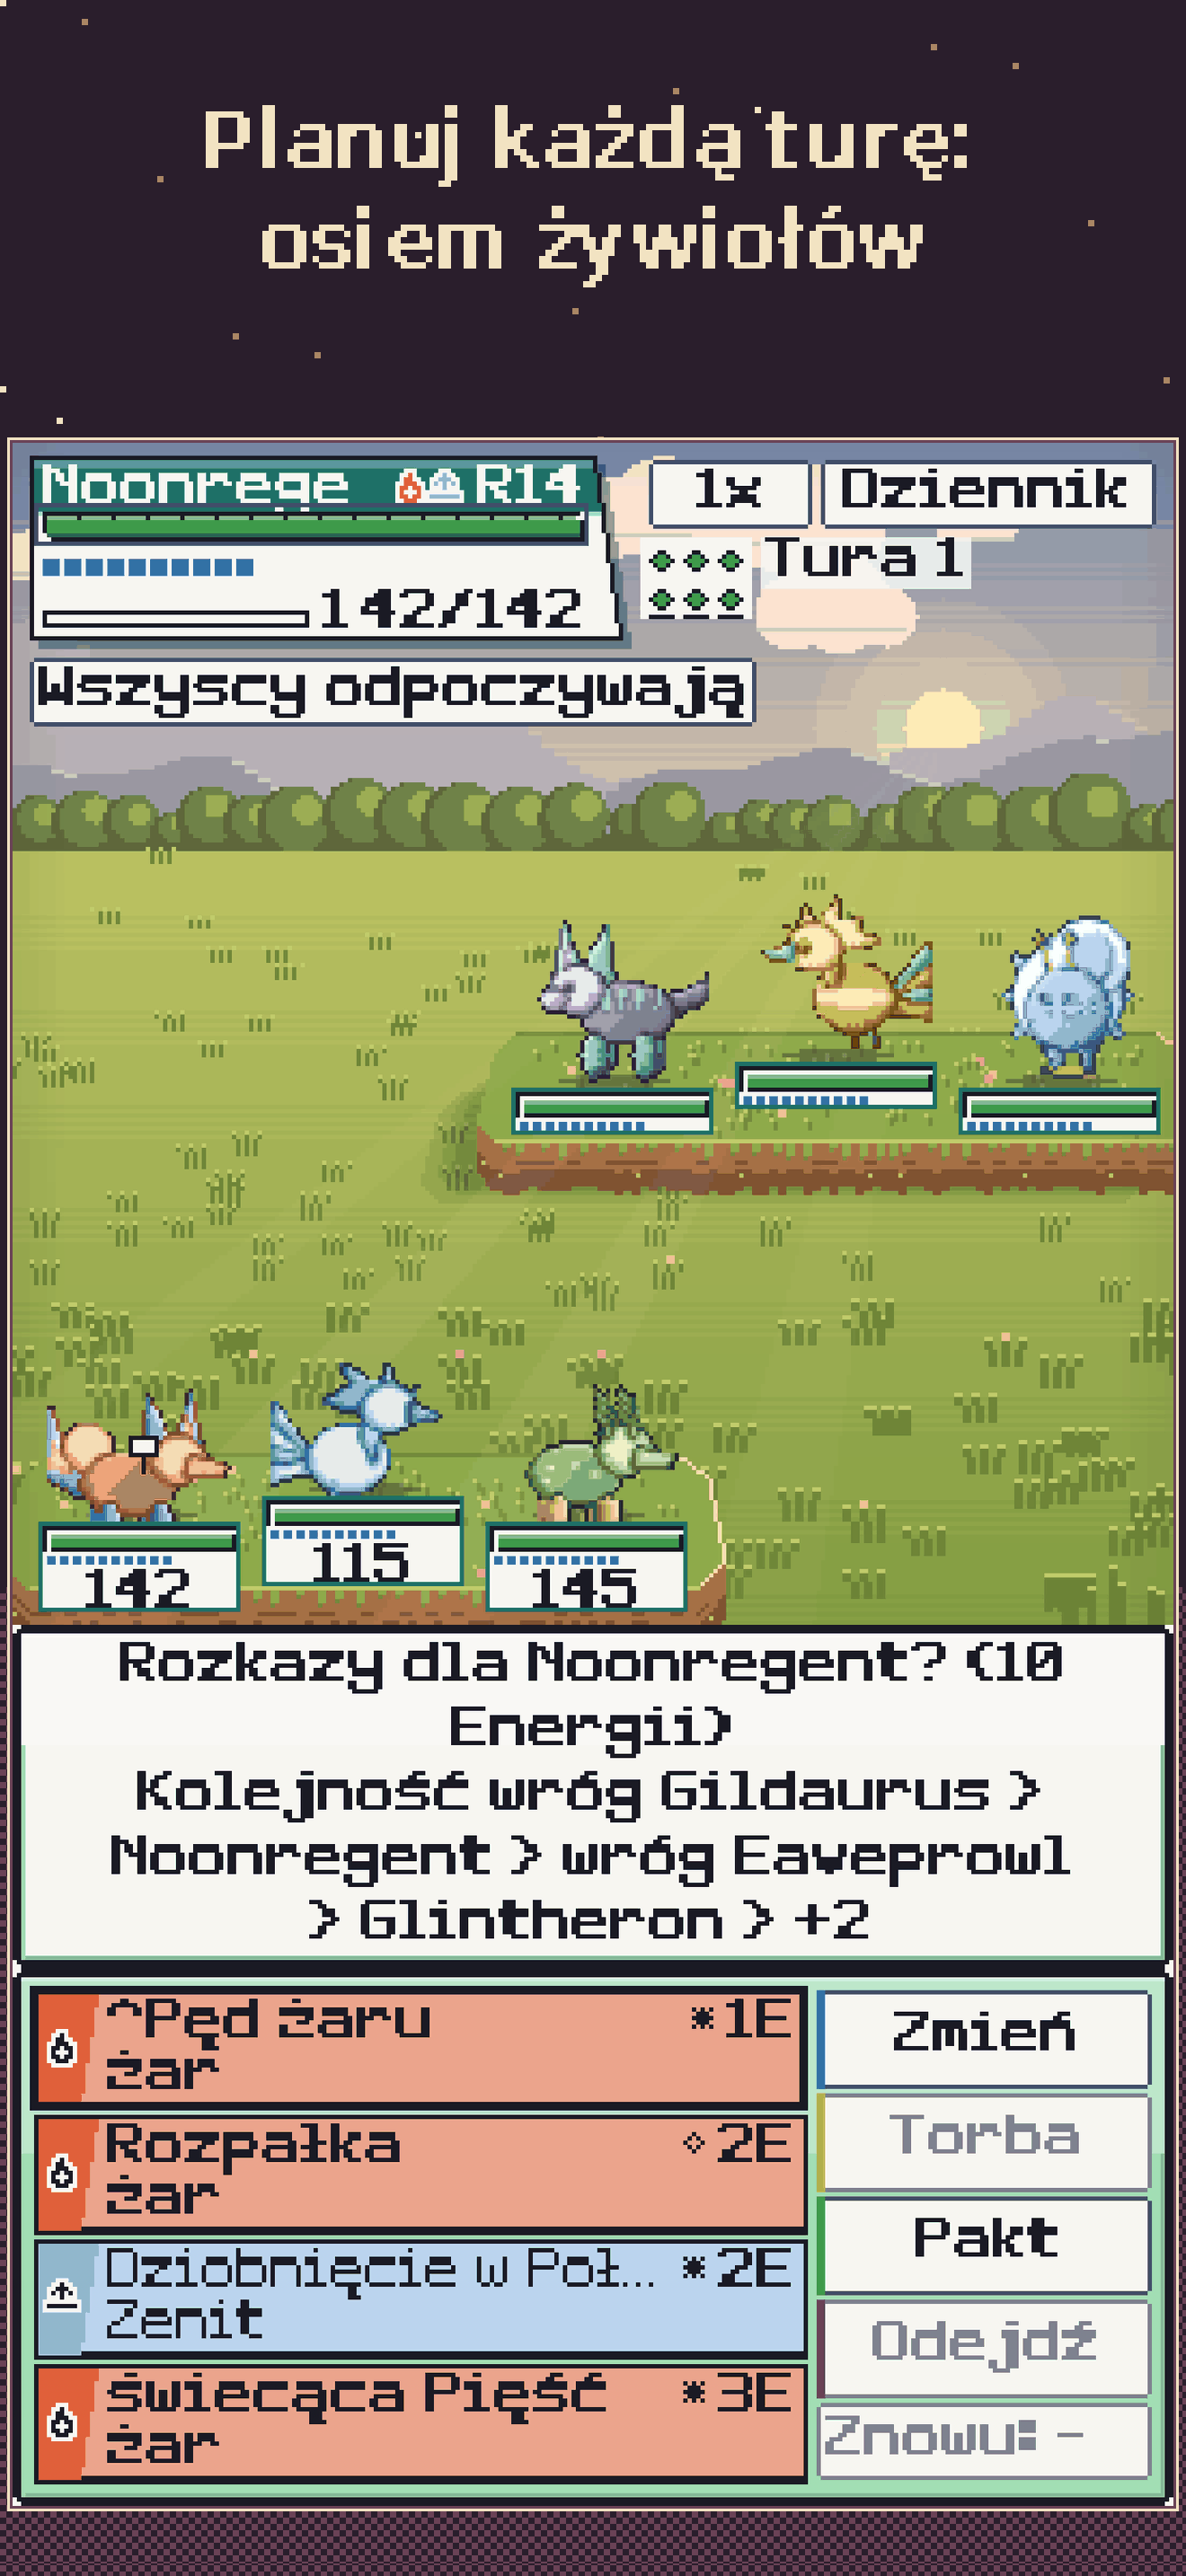 Planuj każdą turę:
osiem żywiołów
Noonrege R14
1x
Dziennik
142/142
Tura 1
Wszyscy odpoczywają
142
115
145
Rozkazy dla Noonregent? (10
Energii)
Kolejność wróg Gildaurus >
Noonregent > wróg Eaveprowl
> Glintheron > +2
^Pęd żaru *1E
żar
Rozpałka ◇2E
żar
Dziobnięcie w Poł... *2E
Zenit
świecąca Pięść *3E
żar
Zmień
Torba
Pakt
Odejdź
Znowu: -